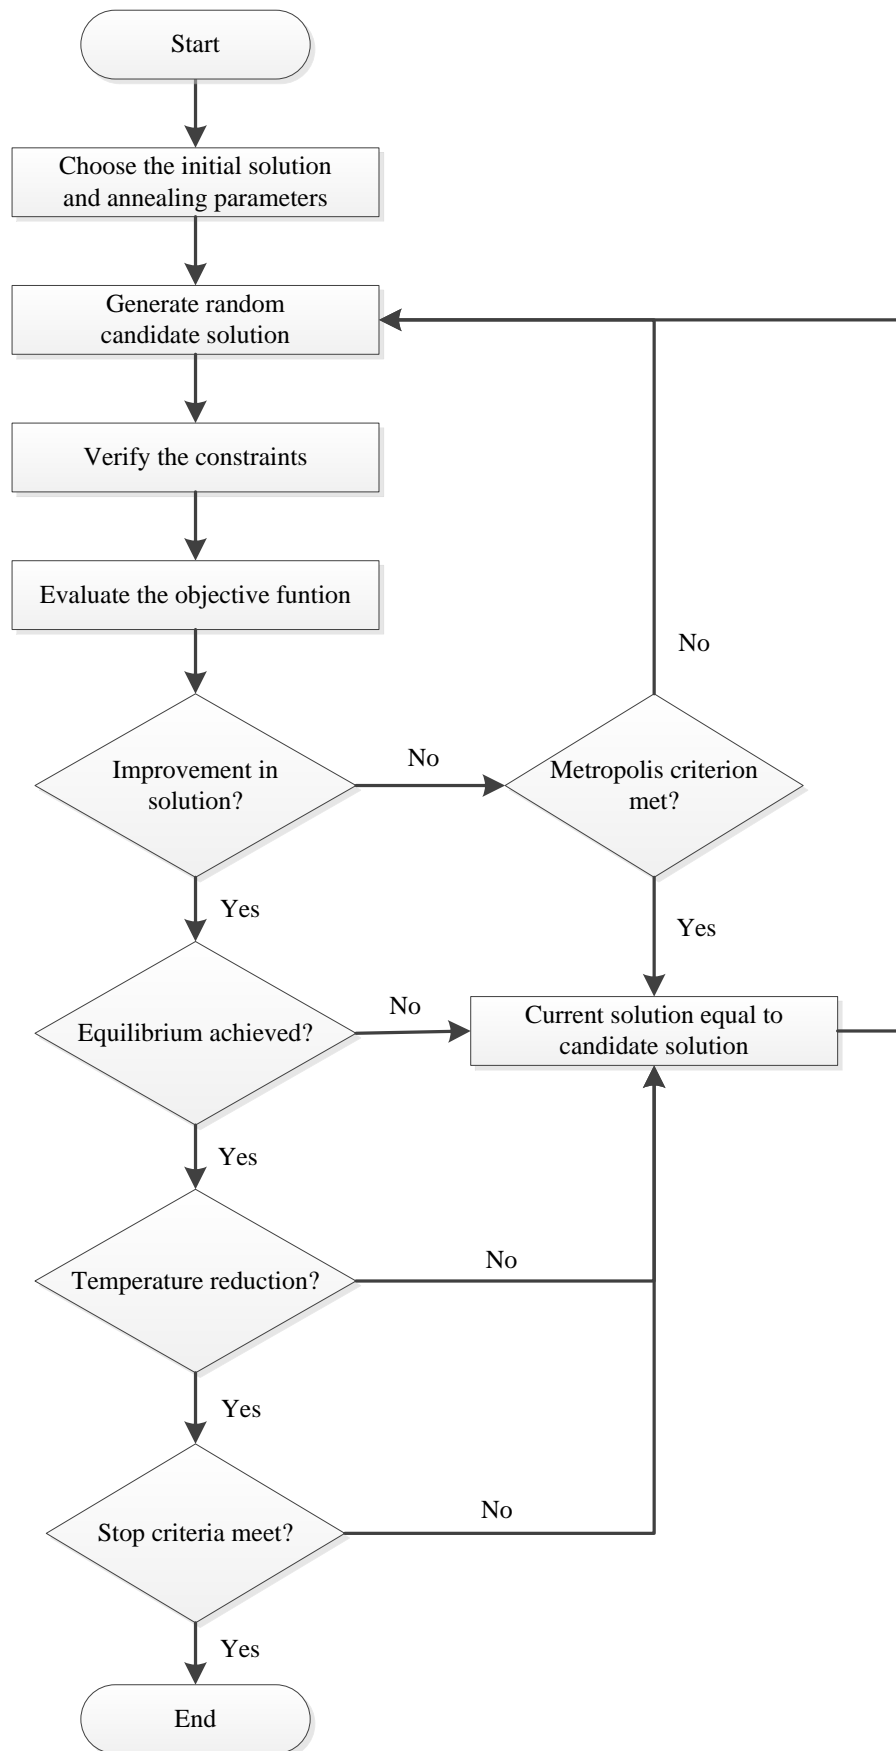 Start
Choose the initial solution
and annealing parameters
Generate random
candidate solution
Verify the constraints
Evaluate the objective funtion
No
Improvement in
solution?
No
Metropolis criterion
met?
Yes
Yes
Equilibrium achieved?
No
Current solution equal to
candidate solution
Yes
Temperature reduction?
No
Yes
Stop criteria meet?
No
Yes
End